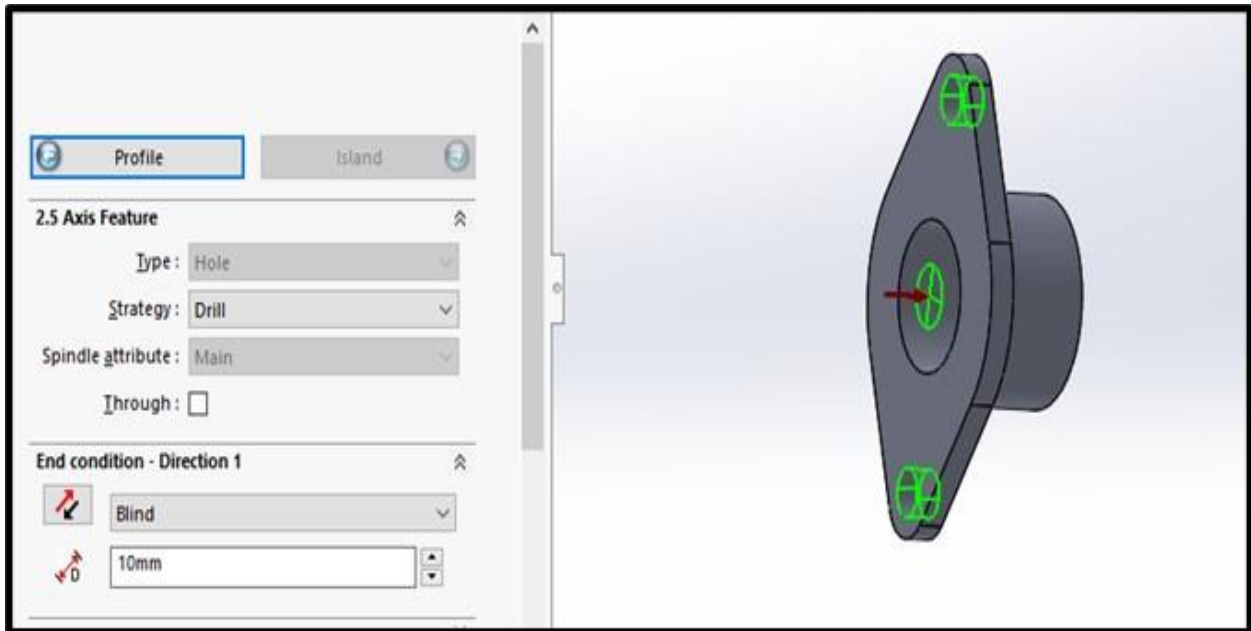 Profile Island
2.5 Axis Feature
Type : Hole
Strategy : Drill
Spindle attribute : Main
Through :
End condition - Direction 1
Blind
D 10mm